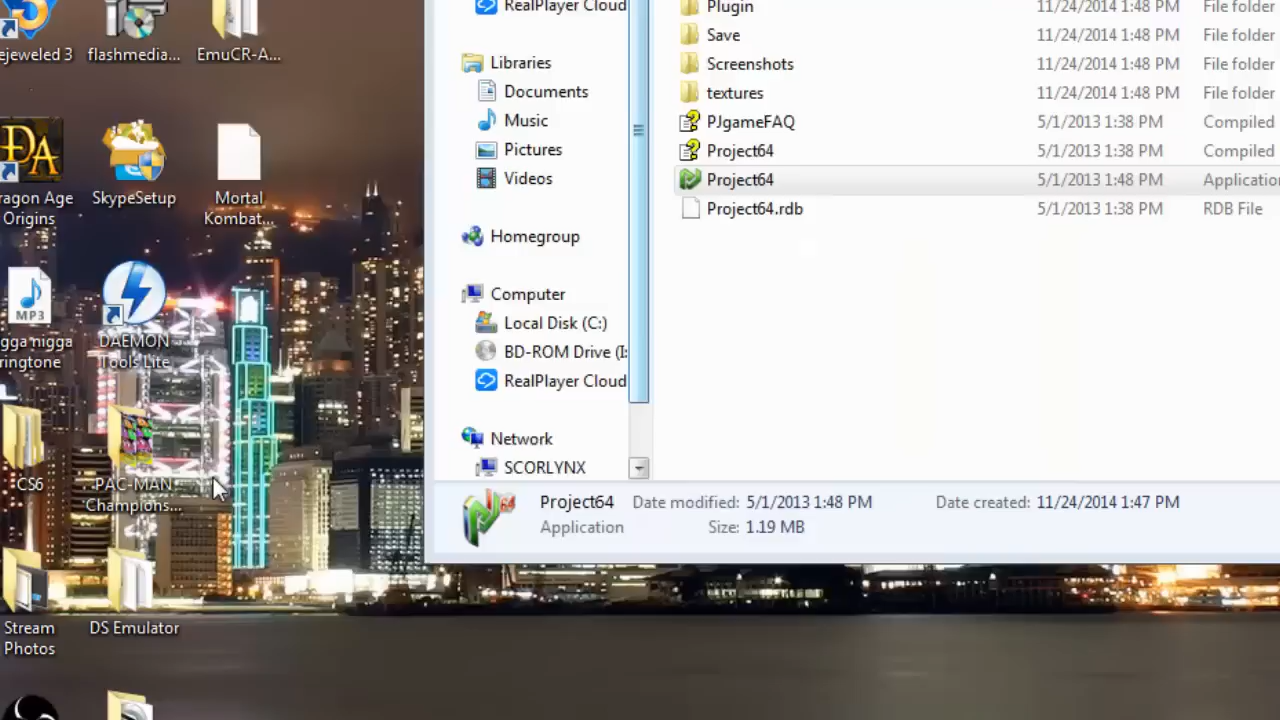 ejeweled 3
flashmedia...
EmuCR-A...
DA
ragon Age
Origins
SkypeSetup
Mortal
Kombat...
MP3
gga nigga
ringtone
DAEMON
Tools Lite
CS6
PAC-MAN
Champions...
Stream
Photos
DS Emulator
RealPlayer Cloud
Libraries
Documents
Music
Pictures
Videos
Homegroup
Computer
Local Disk (C:)
BD-ROM Drive (I:
RealPlayer Cloud
Network
SCORLYNX
Plugin 11/24/2014 1:48 PM File folder
Save 11/24/2014 1:48 PM File folder
Screenshots 11/24/2014 1:48 PM File folder
textures 11/24/2014 1:48 PM File folder
PJgameFAQ 5/1/2013 1:38 PM Compiled
Project64 5/1/2013 1:38 PM Compiled
Project64 5/1/2013 1:48 PM Applicatio
Project64.rdb 5/1/2013 1:38 PM RDB File
64
Project64 Date modified: 5/1/2013 1:48 PM Date created: 11/24/2014 1:47 PM
Application Size: 1.19 MB